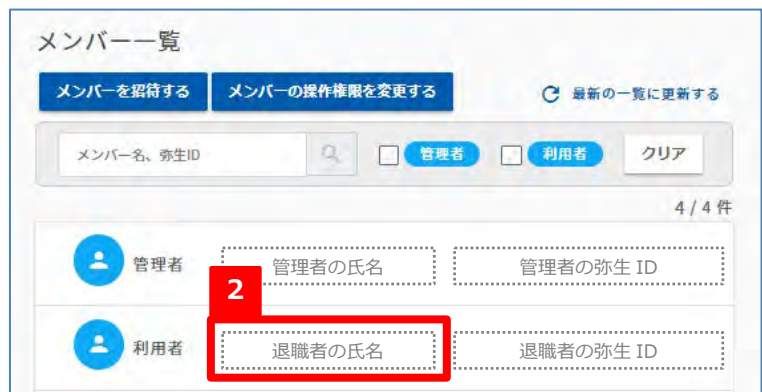 メンバー一覧
メンバーを招待する メンバーの操作権限を変更する 最新の一覧に更新する
メンバー名、弥生ID 管理者 利用者 クリア
4 / 4 件
管理者 管理者の氏名 管理者の弥生 ID
2
利用者 退職者の氏名 退職者の弥生 ID